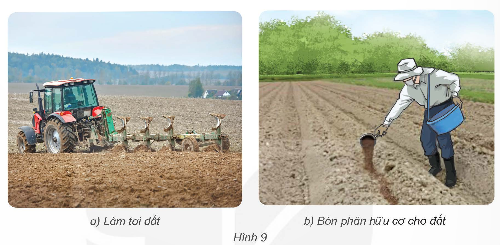 a) Làm tơi đất
b) Bón phân hữu cơ cho đất
Hình 9